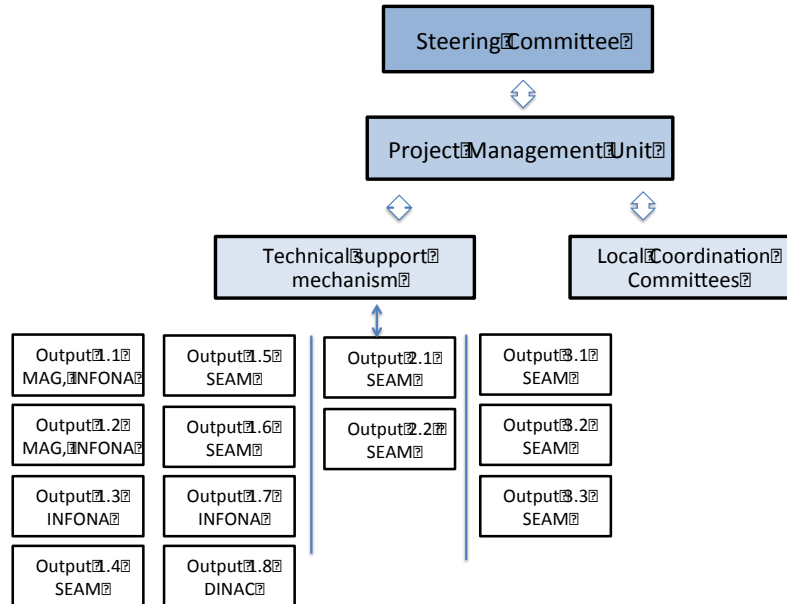 Steering Committee
Project Management Unit
Technical support
mechanism
Local Coordination
Committees
Output 1.1
MAG, INFONA
Output 1.2
MAG, INFONA
Output 1.3
INFONA
Output 1.4
SEAM
Output 1.5
SEAM
Output 1.6
SEAM
Output 1.7
INFONA
Output 1.8
DINAC
Output 2.1
SEAM
Output 2.2
SEAM
Output 3.1
SEAM
Output 3.2
SEAM
Output 3.3
SEAM